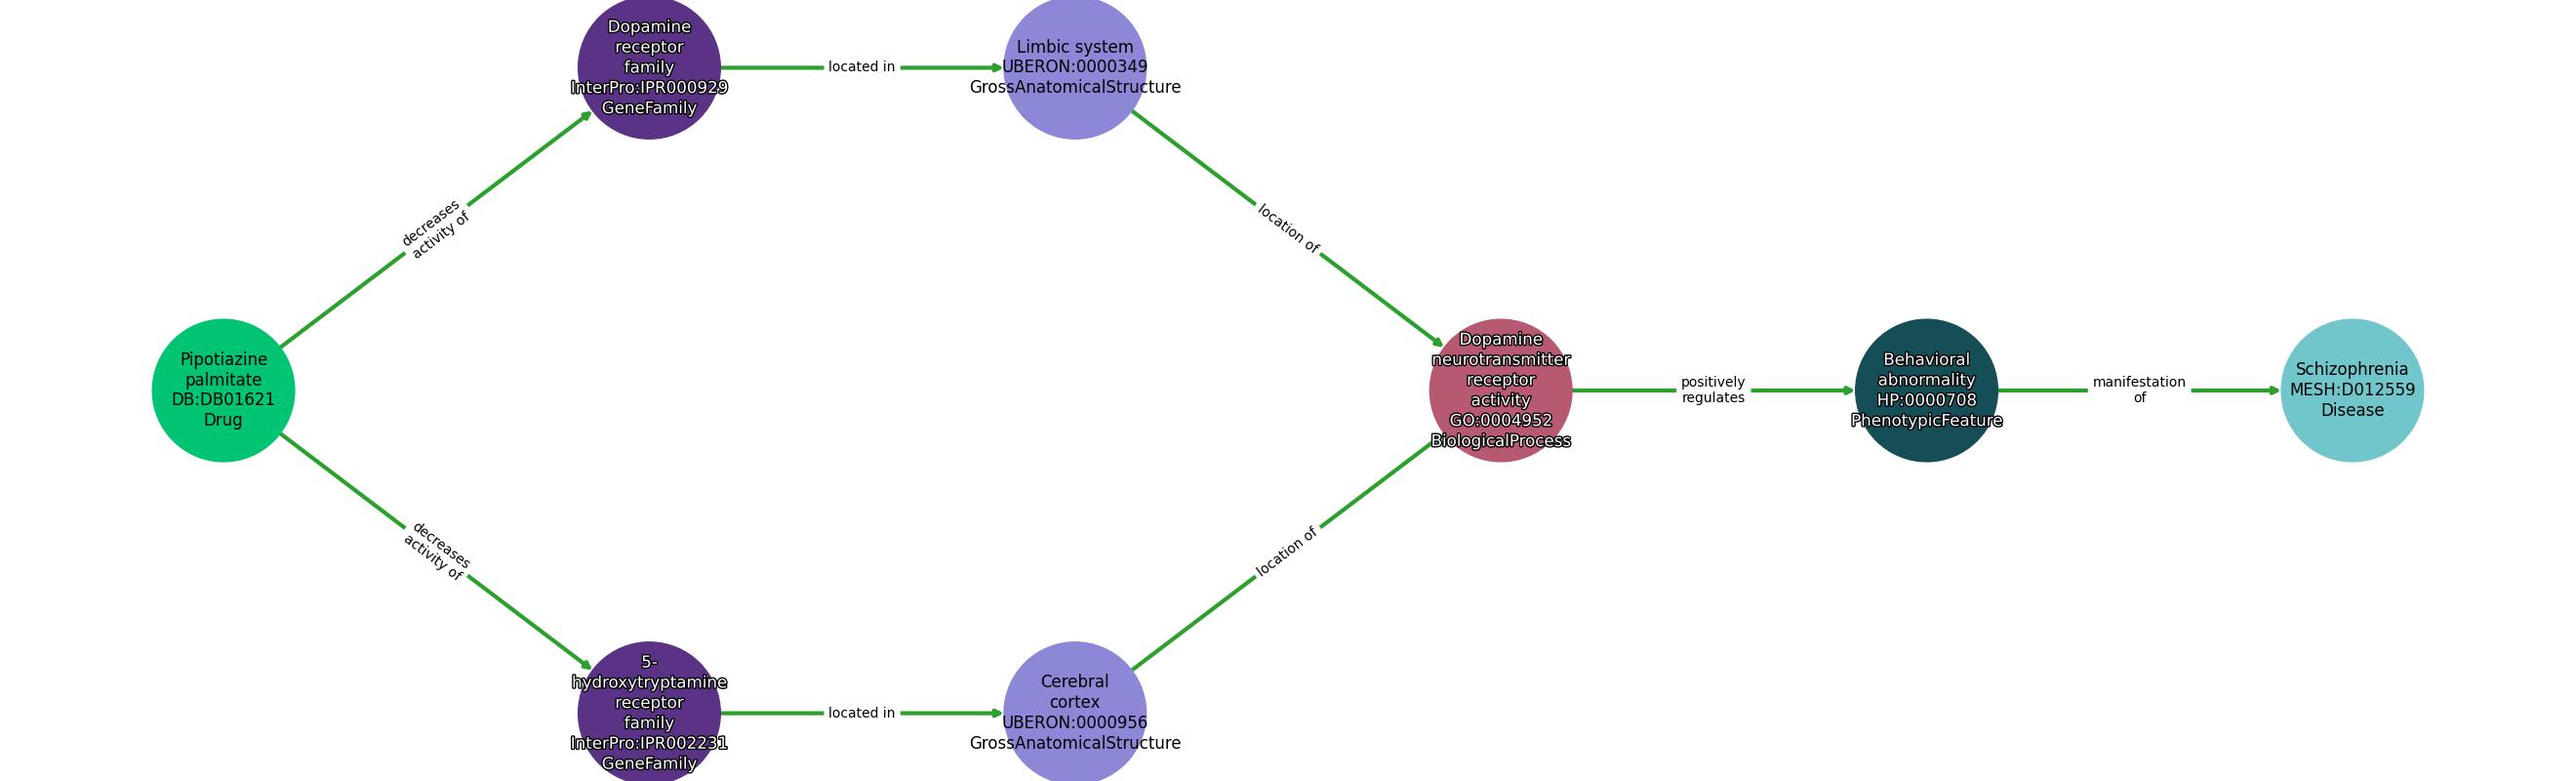 Dopamine
receptor
family
InterPro:IPR000929
GeneFamily
located in
Limbic system
UBERON:0000349
GrossAnatomicalStructure
decreases
activity of
location of
Pipotiazine
palmitate
DB:DB01621
Drug
Dopamine
neurotransmitter
receptor
activity
GO:0004952
BiologicalProcess
positively
regulates
Behavioral
abnormality
HP:0000708
PhenotypicFeature
manifestation
of
Schizophrenia
MESH:D012559
Disease
decreases
activity of
location of
5-
hydroxytryptamine
receptor
family
InterPro:IPR002231
GeneFamily
located in
Cerebral
cortex
UBERON:0000956
GrossAnatomicalStructure